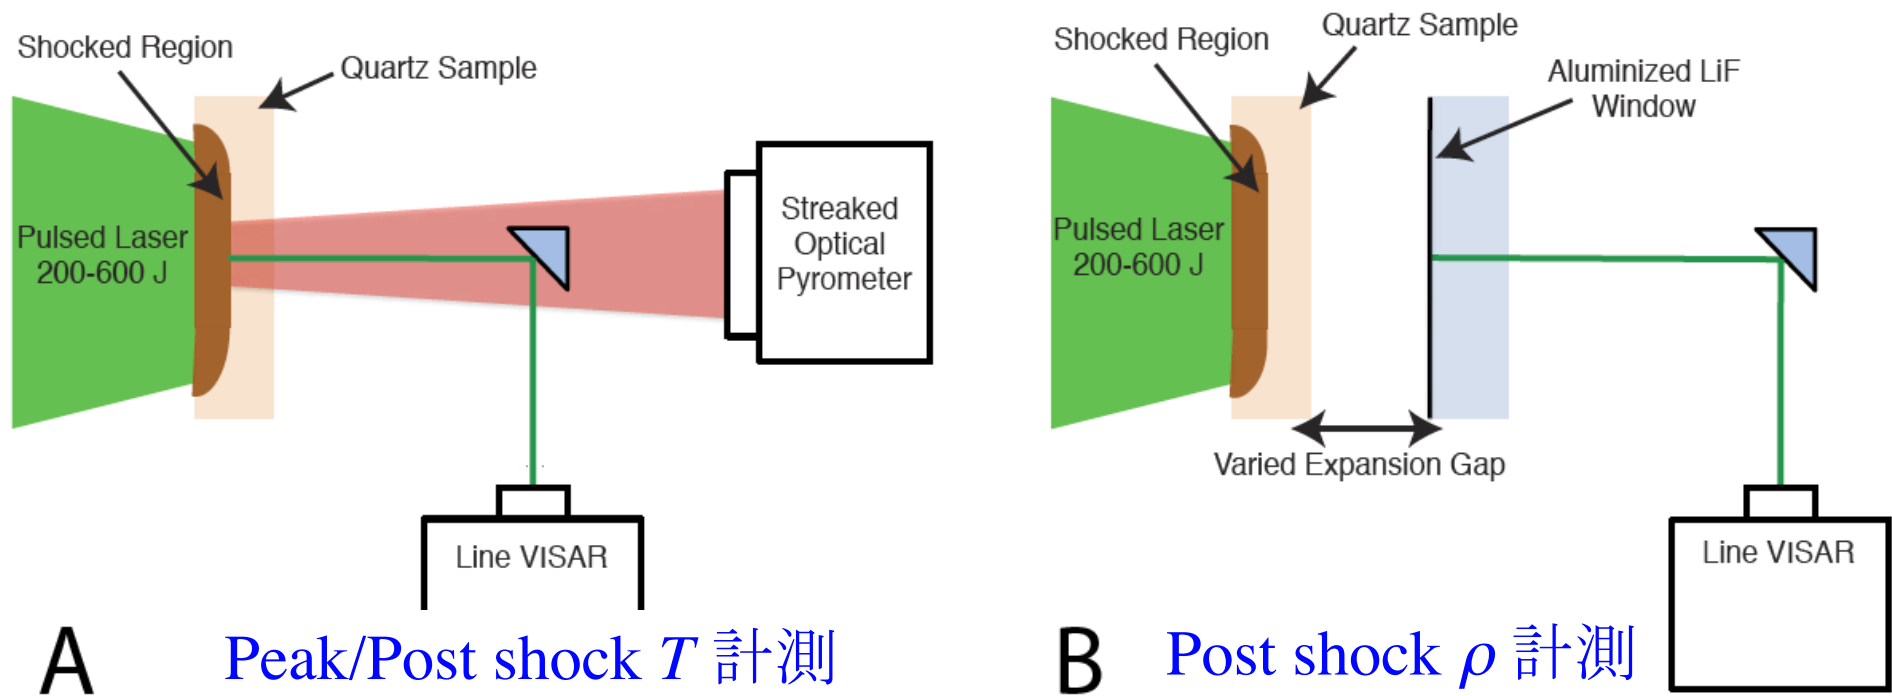 Shocked Region
Quartz Sample
Pulsed Laser
200-600 J
Streaked
Optical
Pyrometer
Line VISAR
A
Peak/Post shock T 計測
Shocked Region
Quartz Sample
Aluminized LiF
Window
Pulsed Laser
200-600 J
Varied Expansion Gap
Line VISAR
B
Post shock ρ 計測